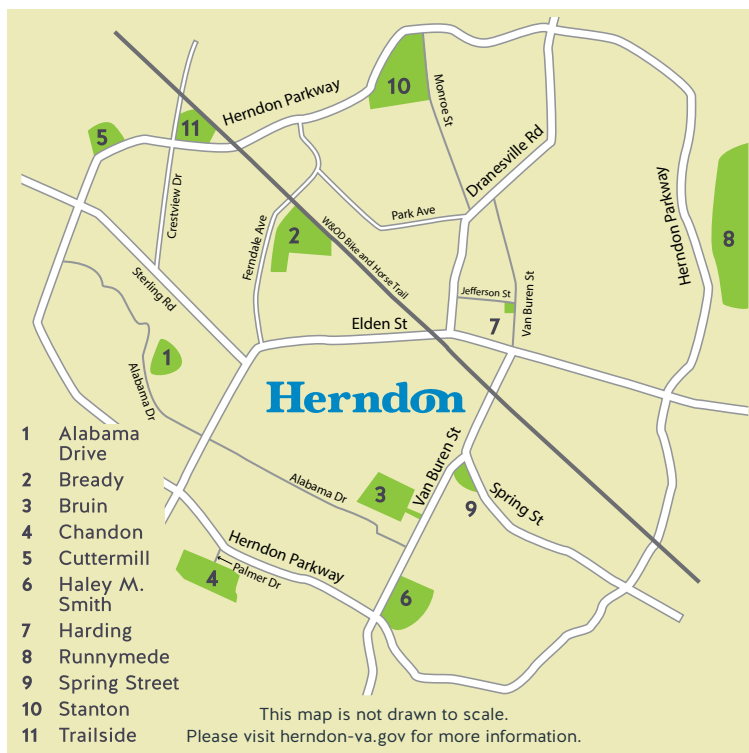 10
Monroe St
Herndon Parkway
11
5
Dranesville Rd
Crestview Dr
Herndon Parkway
Park Ave
Ferndale Ave
2
W&OD Bike and Horse Trail
8
Sterling Rd
Jefferson St
Van Buren St
7
Elden St
1
Alabama Dr
Herndon
Van Buren St
Alabama Dr
3
Spring St
9
Herndon Parkway
4
Palmer Dr
6
1 Alabama
Drive
2 Bready
3 Bruin
4 Chandon
5 Cuttermill
6 Haley M.
Smith
7 Harding
8 Runnymede
9 Spring Street
10 Stanton
11 Trailside
This map is not drawn to scale.
Please visit herndon-va.gov for more information.